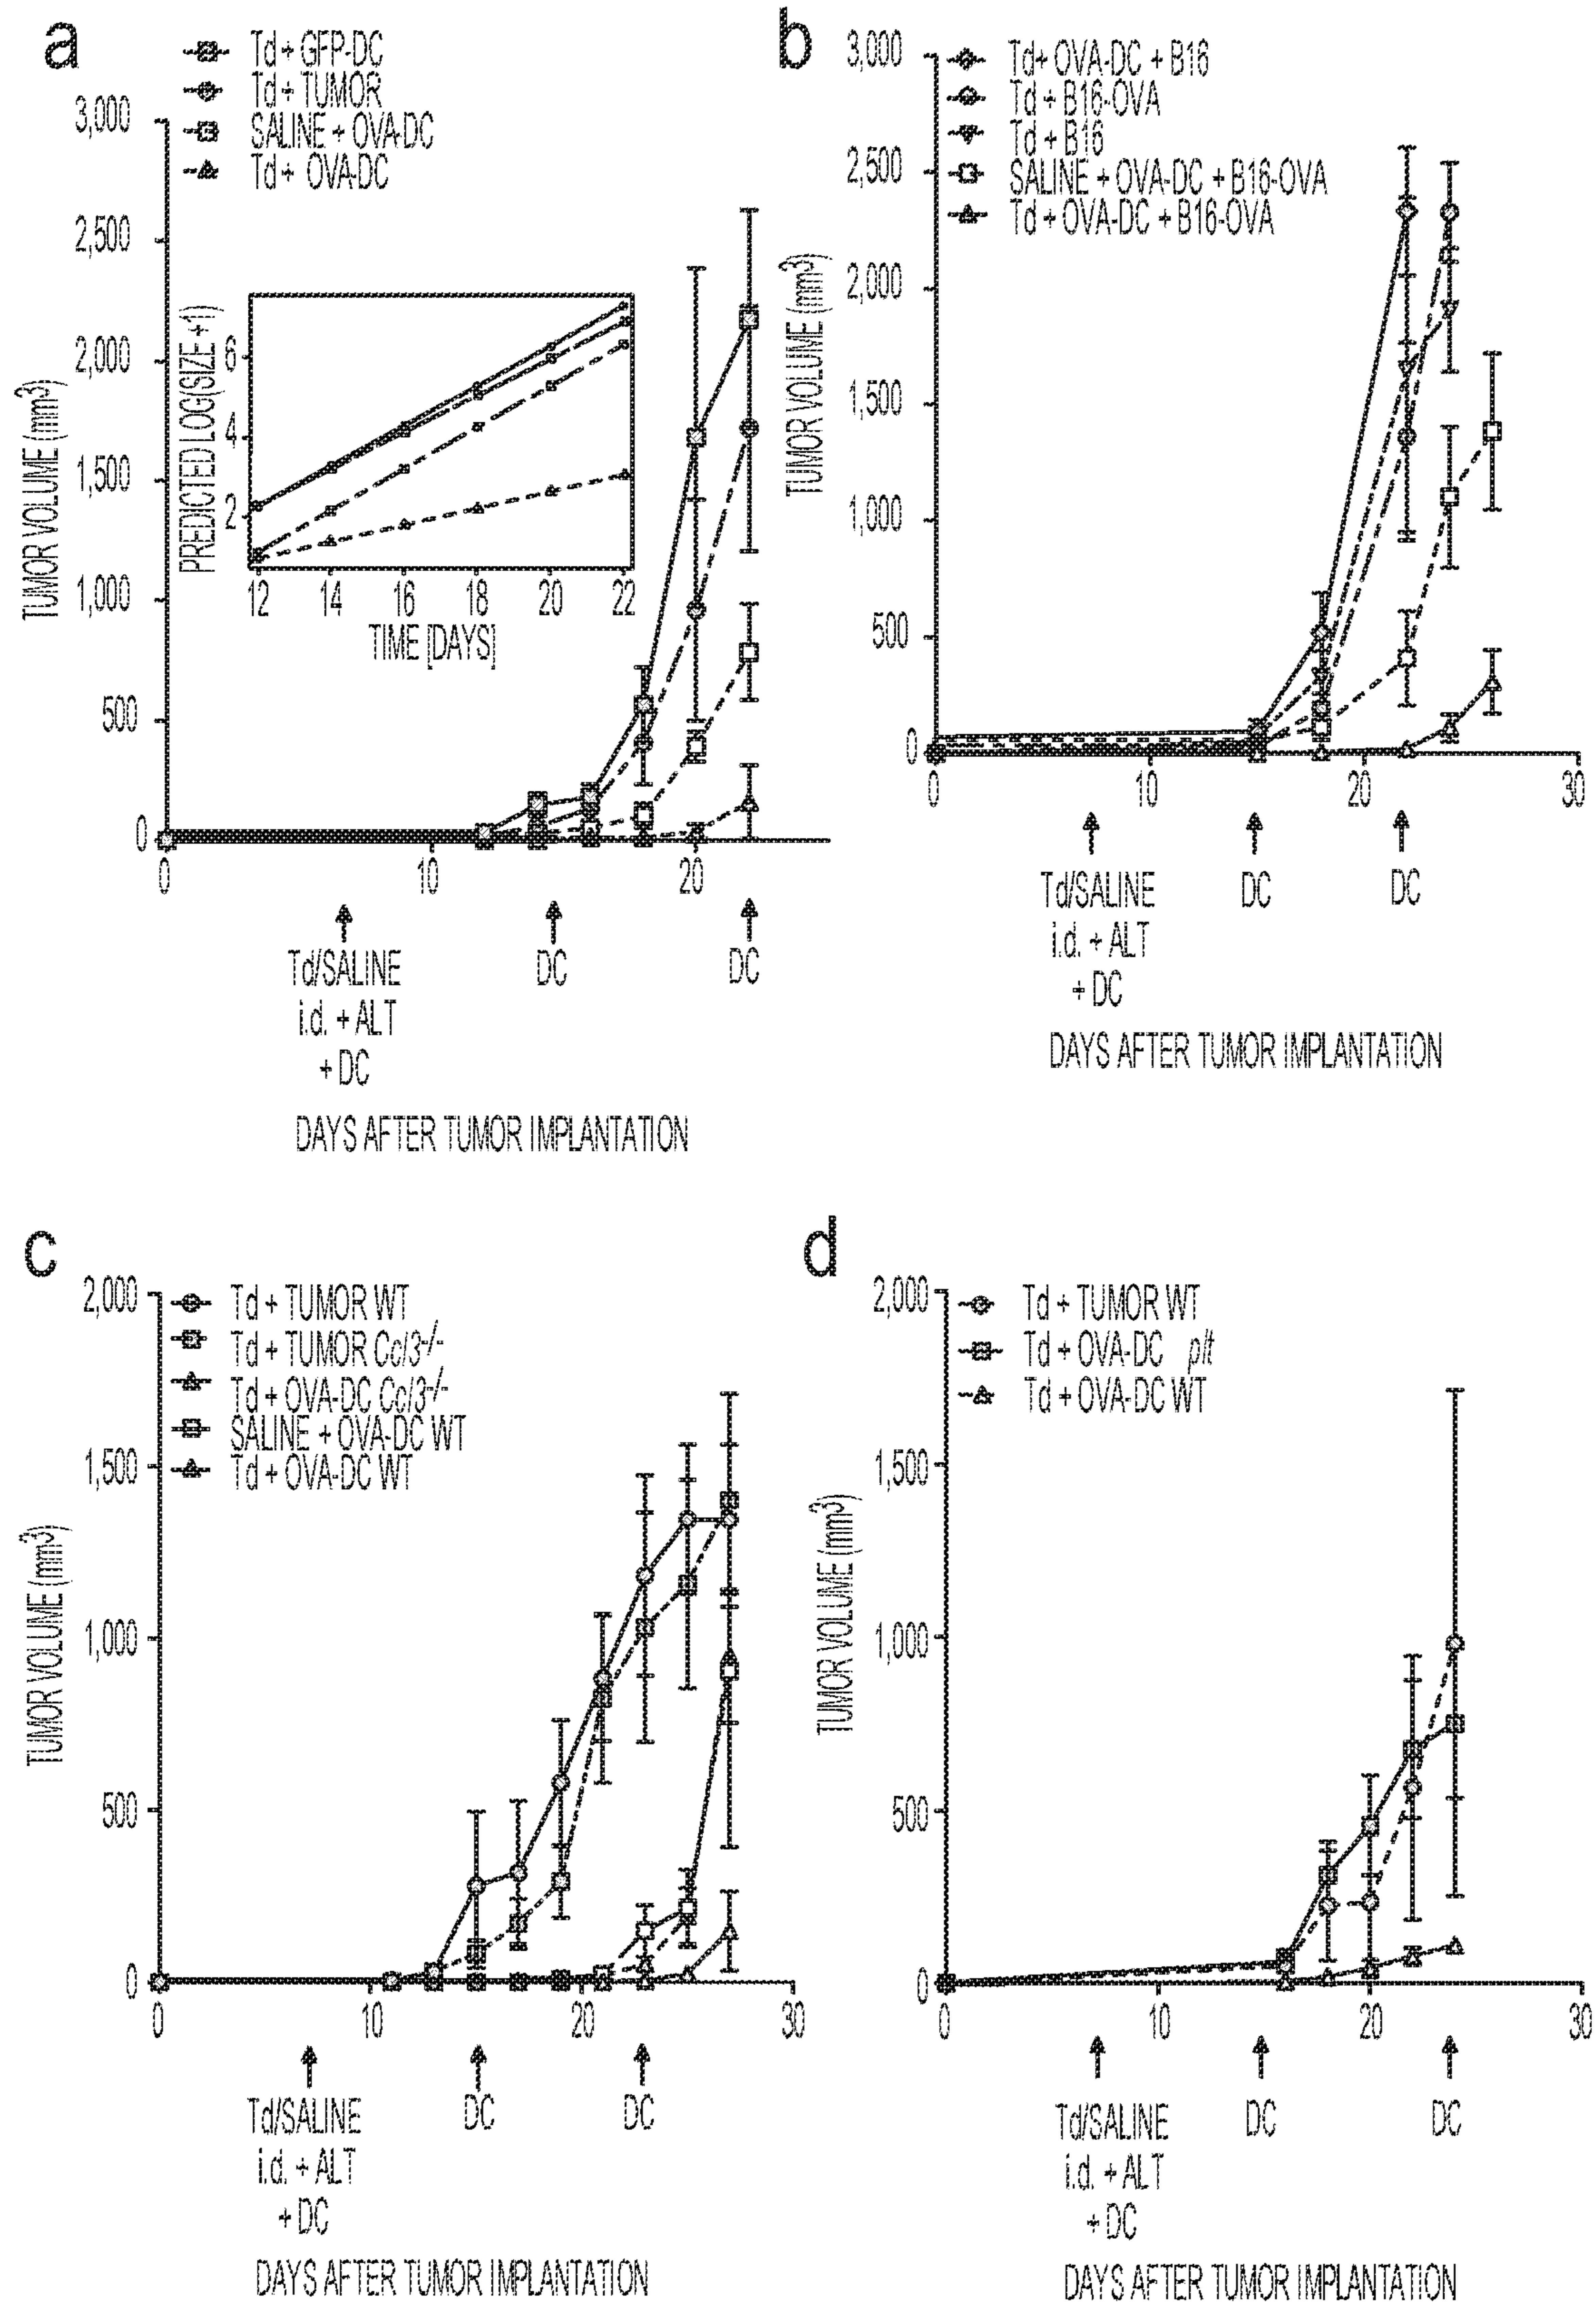 a
Td + GFP-DC
Td + TUMOR
SALINE + OVA-DC
Td + OVA-DC
3,000
2,500
2,000
1,500
1,000
500
0
TUMOR VOLUME (mm3)
PREDICTED LOG(SIZE +1)
6
4
2
12 14 16 18 20 22
TIME [DAYS]
0 10 20
Td/SALINE
i.d. + ALT
+ DC
DC
DC
DAYS AFTER TUMOR IMPLANTATION
b
Td+ OVA-DC + B16
Td + B16-OVA
Td + B16
SALINE + OVA-DC + B16-OVA
Td + OVA-DC + B16-OVA
3,000
2,500
2,000
1,500
1,000
500
0
TUMOR VOLUME (mm3)
0 10 20 30
Td/SALINE
i.d. + ALT
+ DC
DC
DC
DAYS AFTER TUMOR IMPLANTATION
c
Td + TUMOR WT
Td + TUMOR Ccl3-/-
Td + OVA-DC Ccl3-/-
SALINE + OVA-DC WT
Td + OVA-DC WT
2,000
1,500
1,000
500
0
TUMOR VOLUME (mm3)
0 10 20 30
Td/SALINE
i.d. + ALT
+ DC
DC
DC
DAYS AFTER TUMOR IMPLANTATION
d
Td + TUMOR WT
Td + OVA-DC plt
Td + OVA-DC WT
2,000
1,500
1,000
500
0
TUMOR VOLUME (mm3)
0 10 20 30
Td/SALINE
i.d. + ALT
+ DC
DC
DC
DAYS AFTER TUMOR IMPLANTATION